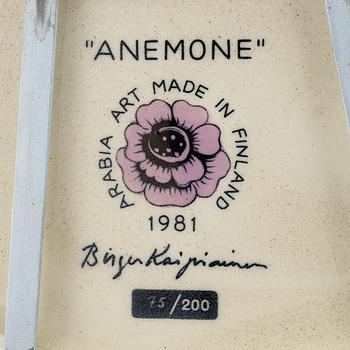 "ANEMONE"
ARABIA ART MADE IN FINLAND
1981
Birger Kaipiainen
75/200